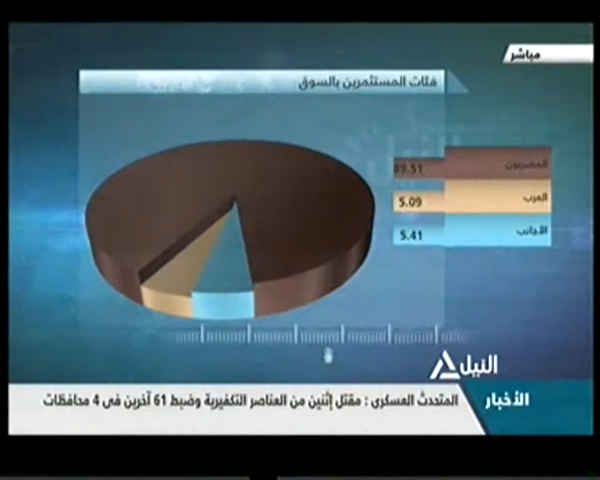 مباشر
فئات المستثمرين بالسوق
المصريون 89.51
العرب 5.09
الأجانب 5.41
النيل
الأخبار
المتحدث العسكرى : مقتل إثنين من العناصر التكفيرية وضبط 61 آخرين فى 4 محافظات